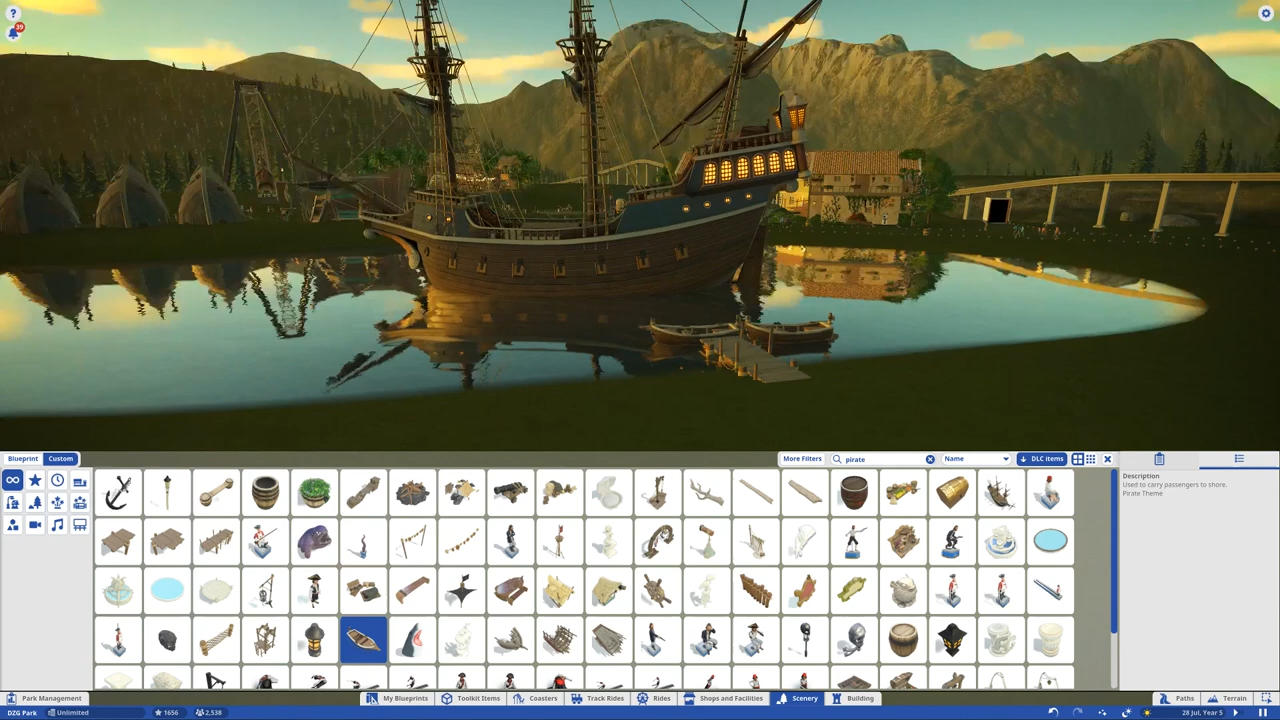 ?
39
Blueprint Custom
More Filters pirate Name DLC items
Description
Used to carry passengers to shore.
Pirate Theme
Park Management My Blueprints Toolkit Items Coasters Track Rides Rides Shops and Facilities Scenery Building Paths Terrain
DZG Park Unlimited 1656 2,538 28 Jul, Year 5